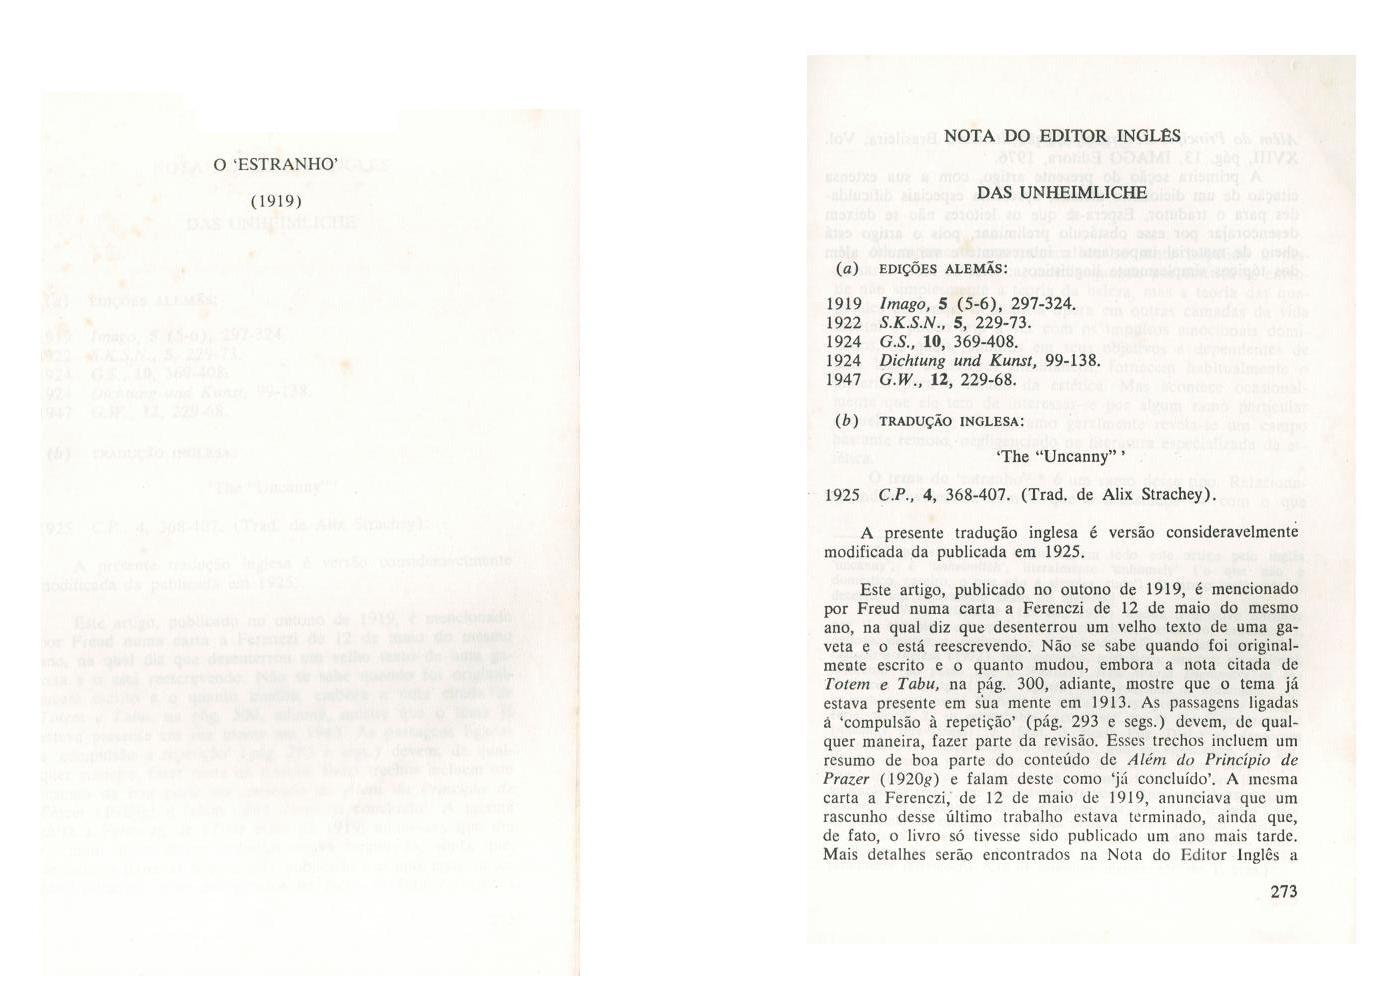 O ‘ESTRANHO’
(1919)
NOTA DO EDITOR INGLÊS
DAS UNHEIMLICHE
(a) EDIÇÕES ALEMÃS:
1919 Imago, 5 (5-6), 297-324.
1922 S.K.S.N., 5, 229-73.
1924 G.S., 10, 369-408.
1924 Dichtung und Kunst, 99-138.
1947 G.W., 12, 229-68.
(b) TRADUÇÃO INGLESA:
‘The “Uncanny” ’
1925 C.P., 4, 368-407. (Trad. de Alix Strachey).
A presente tradução inglesa é versão consideravelmente
modificada da publicada em 1925.
Este artigo, publicado no outono de 1919, é mencionado
por Freud numa carta a Ferenczi de 12 de maio do mesmo
ano, na qual diz que desenterrou um velho texto de uma ga-
veta e o está reescrevendo. Não se sabe quando foi original-
mente escrito e o quanto mudou, embora a nota citada de
Totem e Tabu, na pág. 300, adiante, mostre que o tema já
estava presente em sua mente em 1913. As passagens ligadas
à ‘compulsão à repetição’ (pág. 293 e segs.) devem, de qual-
quer maneira, fazer parte da revisão. Esses trechos incluem um
resumo de boa parte do conteúdo de Além do Princípio de
Prazer (1920g) e falam deste como ‘já concluído’. A mesma
carta a Ferenczi, de 12 de maio de 1919, anunciava que um
rascunho desse último trabalho estava terminado, ainda que,
de fato, o livro só tivesse sido publicado um ano mais tarde.
Mais detalhes serão encontrados na Nota do Editor Inglês a
273